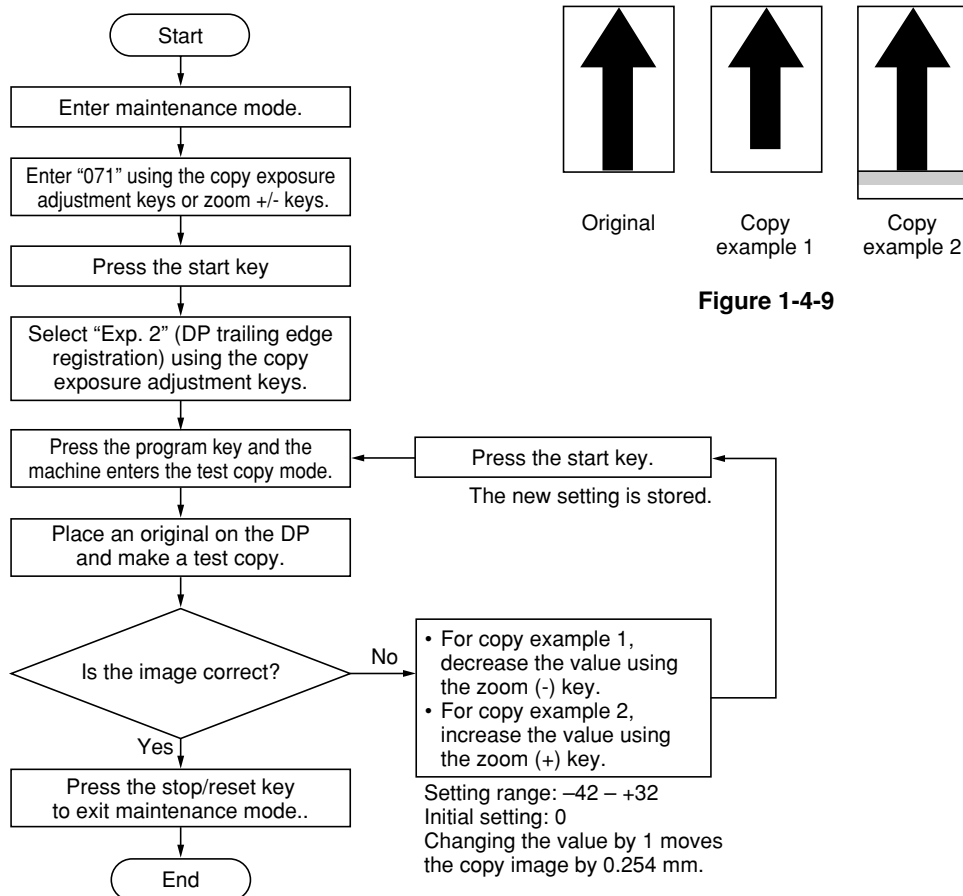 Start
Enter maintenance mode.
Enter “071” using the copy exposure
adjustment keys or zoom +/- keys.
Press the start key
Select “Exp. 2” (DP trailing edge
registration) using the copy
exposure adjustment keys.
Press the program key and the
machine enters the test copy mode.
Place an original on the DP
and make a test copy.
Is the image correct?
No
Yes
Press the stop/reset key
to exit maintenance mode..
End
Press the start key.
The new setting is stored.
• For copy example 1,
decrease the value using
the zoom (-) key.
• For copy example 2,
increase the value using
the zoom (+) key.
Setting range: –42 – +32
Initial setting: 0
Changing the value by 1 moves
the copy image by 0.254 mm.
Original
Copy
example 1
Copy
example 2
Figure 1-4-9